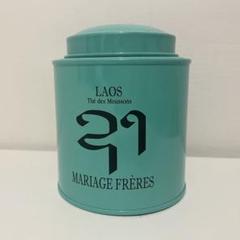 LAOS
Thé des Moussons
MARIAGE FRÈRES